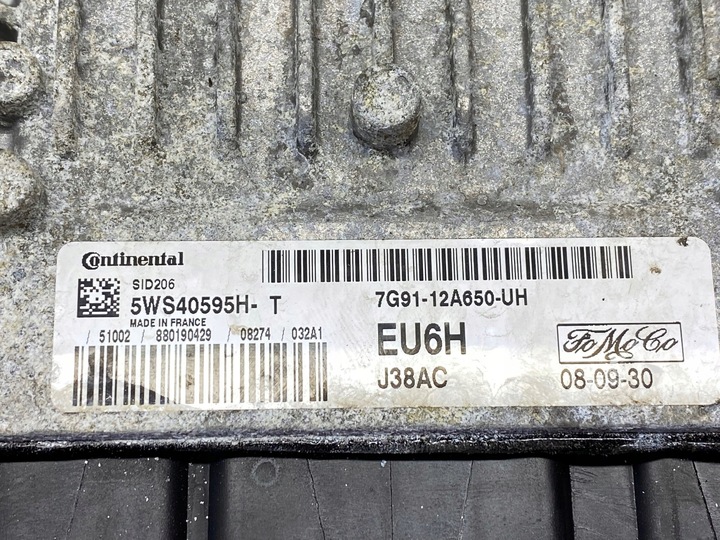 Continental
SID206
5WS40595H- T
MADE IN FRANCE
/ 51002 / 880190429 / 08274 / 032A1
7G91-12A650-UH
EU6H
FoMoCo
J38AC
08-09-30